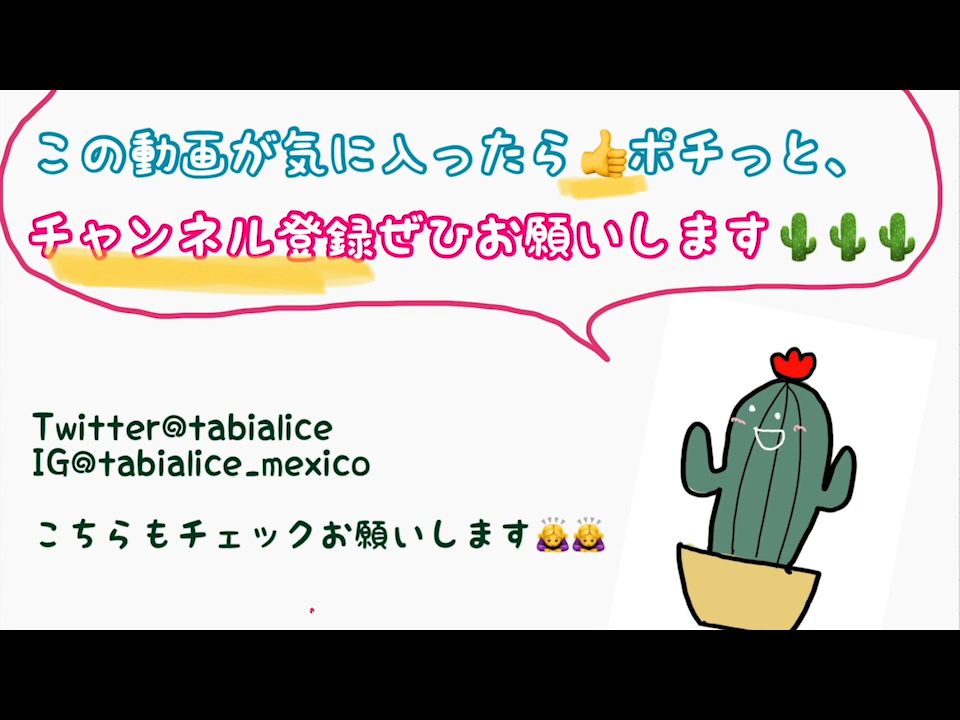 この動画が気に入ったら👍ポチっと、
チャンネル登録ぜひお願いします🌵🌵🌵
Twitter@tabialice
IG@tabialice_mexico
こちらもチェックお願いします🙇‍♀️🙇‍♀️